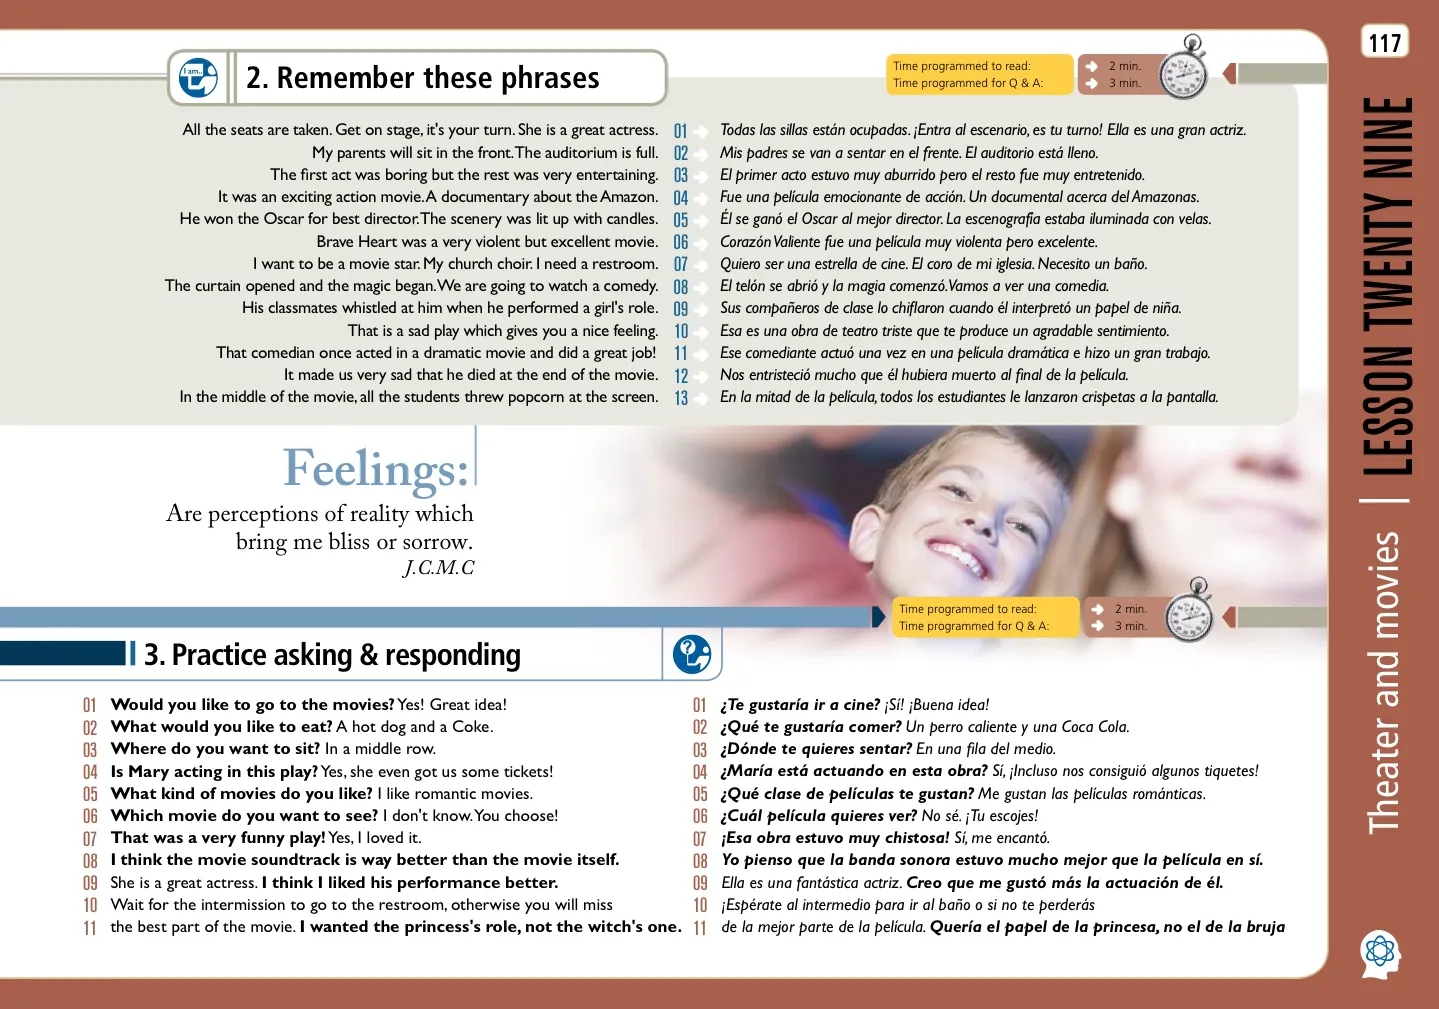 117
LESSON TWENTY NINE
Theater and movies
I am...
2. Remember these phrases
Time programmed to read: 2 min.
Time programmed for Q & A: 3 min.
All the seats are taken. Get on stage, it's your turn. She is a great actress. 01 Todas las sillas están ocupadas. ¡Entra al escenario, es tu turno! Ella es una gran actriz.
My parents will sit in the front. The auditorium is full. 02 Mis padres se van a sentar en el frente. El auditorio está lleno.
The first act was boring but the rest was very entertaining. 03 El primer acto estuvo muy aburrido pero el resto fue muy entretenido.
It was an exciting action movie. A documentary about the Amazon. 04 Fue una película emocionante de acción. Un documental acerca del Amazonas.
He won the Oscar for best director. The scenery was lit up with candles. 05 Él se ganó el Oscar al mejor director. La escenografía estaba iluminada con velas.
Brave Heart was a very violent but excellent movie. 06 Corazón Valiente fue una película muy violenta pero excelente.
I want to be a movie star. My church choir. I need a restroom. 07 Quiero ser una estrella de cine. El coro de mi iglesia. Necesito un baño.
The curtain opened and the magic began. We are going to watch a comedy. 08 El telón se abrió y la magia comenzó. Vamos a ver una comedia.
His classmates whistled at him when he performed a girl's role. 09 Sus compañeros de clase lo chiflaron cuando él interpretó un papel de niña.
That is a sad play which gives you a nice feeling. 10 Esa es una obra de teatro triste que te produce un agradable sentimiento.
That comedian once acted in a dramatic movie and did a great job! 11 Ese comediante actuó una vez en una película dramática e hizo un gran trabajo.
It made us very sad that he died at the end of the movie. 12 Nos entristeció mucho que él hubiera muerto al final de la película.
In the middle of the movie, all the students threw popcorn at the screen. 13 En la mitad de la película, todos los estudiantes le lanzaron crispetas a la pantalla.
Feelings:
Are perceptions of reality which
bring me bliss or sorrow.
J.C.M.C
Time programmed to read: 2 min.
Time programmed for Q & A: 3 min.
3. Practice asking & responding
?
01 Would you like to go to the movies? Yes! Great idea! 01 ¿Te gustaría ir a cine? ¡Sí! ¡Buena idea!
02 What would you like to eat? A hot dog and a Coke. 02 ¿Qué te gustaría comer? Un perro caliente y una Coca Cola.
03 Where do you want to sit? In a middle row. 03 ¿Dónde te quieres sentar? En una fila del medio.
04 Is Mary acting in this play? Yes, she even got us some tickets! 04 ¿María está actuando en esta obra? Sí, ¡Incluso nos consiguió algunos tiquetes!
05 What kind of movies do you like? I like romantic movies. 05 ¿Qué clase de películas te gustan? Me gustan las películas románticas.
06 Which movie do you want to see? I don't know. You choose! 06 ¿Cuál película quieres ver? No sé. ¡Tu escojes!
07 That was a very funny play! Yes, I loved it. 07 ¡Esa obra estuvo muy chistosa! Sí, me encantó.
08 I think the movie soundtrack is way better than the movie itself. 08 Yo pienso que la banda sonora estuvo mucho mejor que la película en sí.
09 She is a great actress. I think I liked his performance better. 09 Ella es una fantástica actriz. Creo que me gustó más la actuación de él.
10 Wait for the intermission to go to the restroom, otherwise you will miss 10 ¡Espérate al intermedio para ir al baño o si no te perderás
11 the best part of the movie. I wanted the princess's role, not the witch's one. 11 de la mejor parte de la película. Quería el papel de la princesa, no el de la bruja